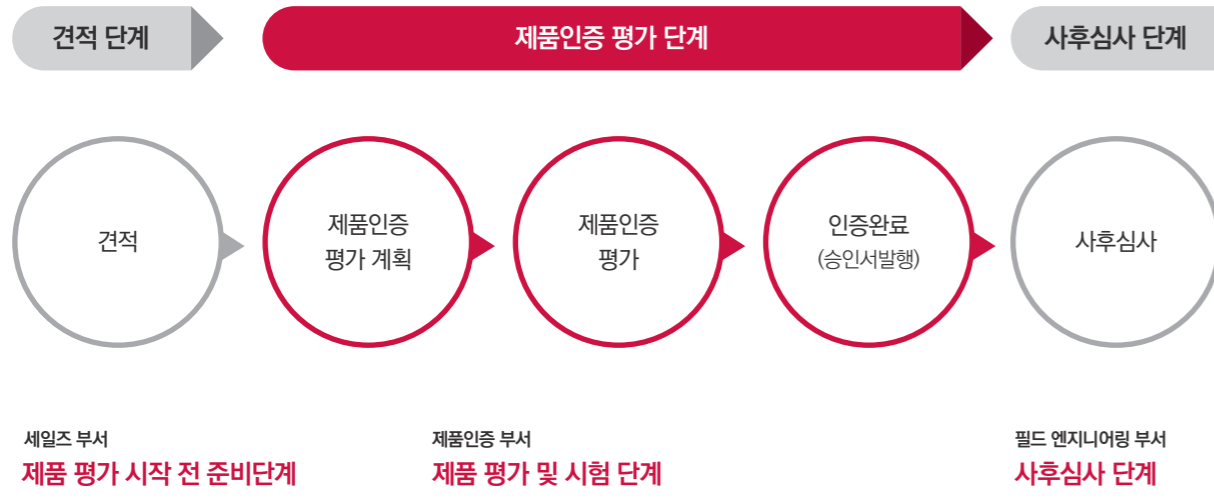 견적 단계
제품인증 평가 단계
사후심사 단계
견적
제품인증
평가 계획
제품인증
평가
인증완료
(승인서발행)
사후심사
세일즈 부서
제품 평가 시작 전 준비단계
제품인증 부서
제품 평가 및 시험 단계
필드 엔지니어링 부서
사후심사 단계